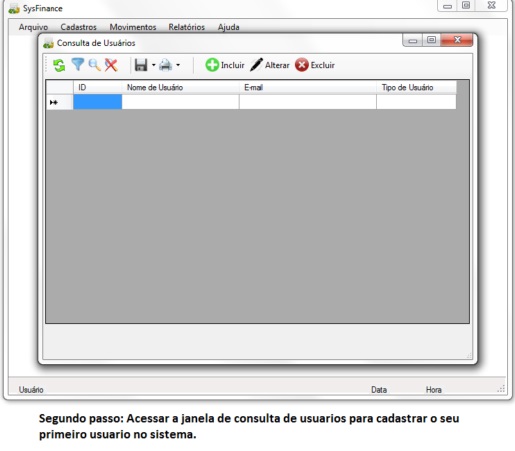 SysFinance
Arquivo Cadastros Movimentos Relatórios Ajuda
Consulta de Usuários
Incluir Alterar Excluir
ID Nome de Usuário E-mail Tipo de Usuário
Usuário Data Hora
Segundo passo: Acessar a janela de consulta de usuarios para cadastrar o seu
primeiro usuario no sistema.